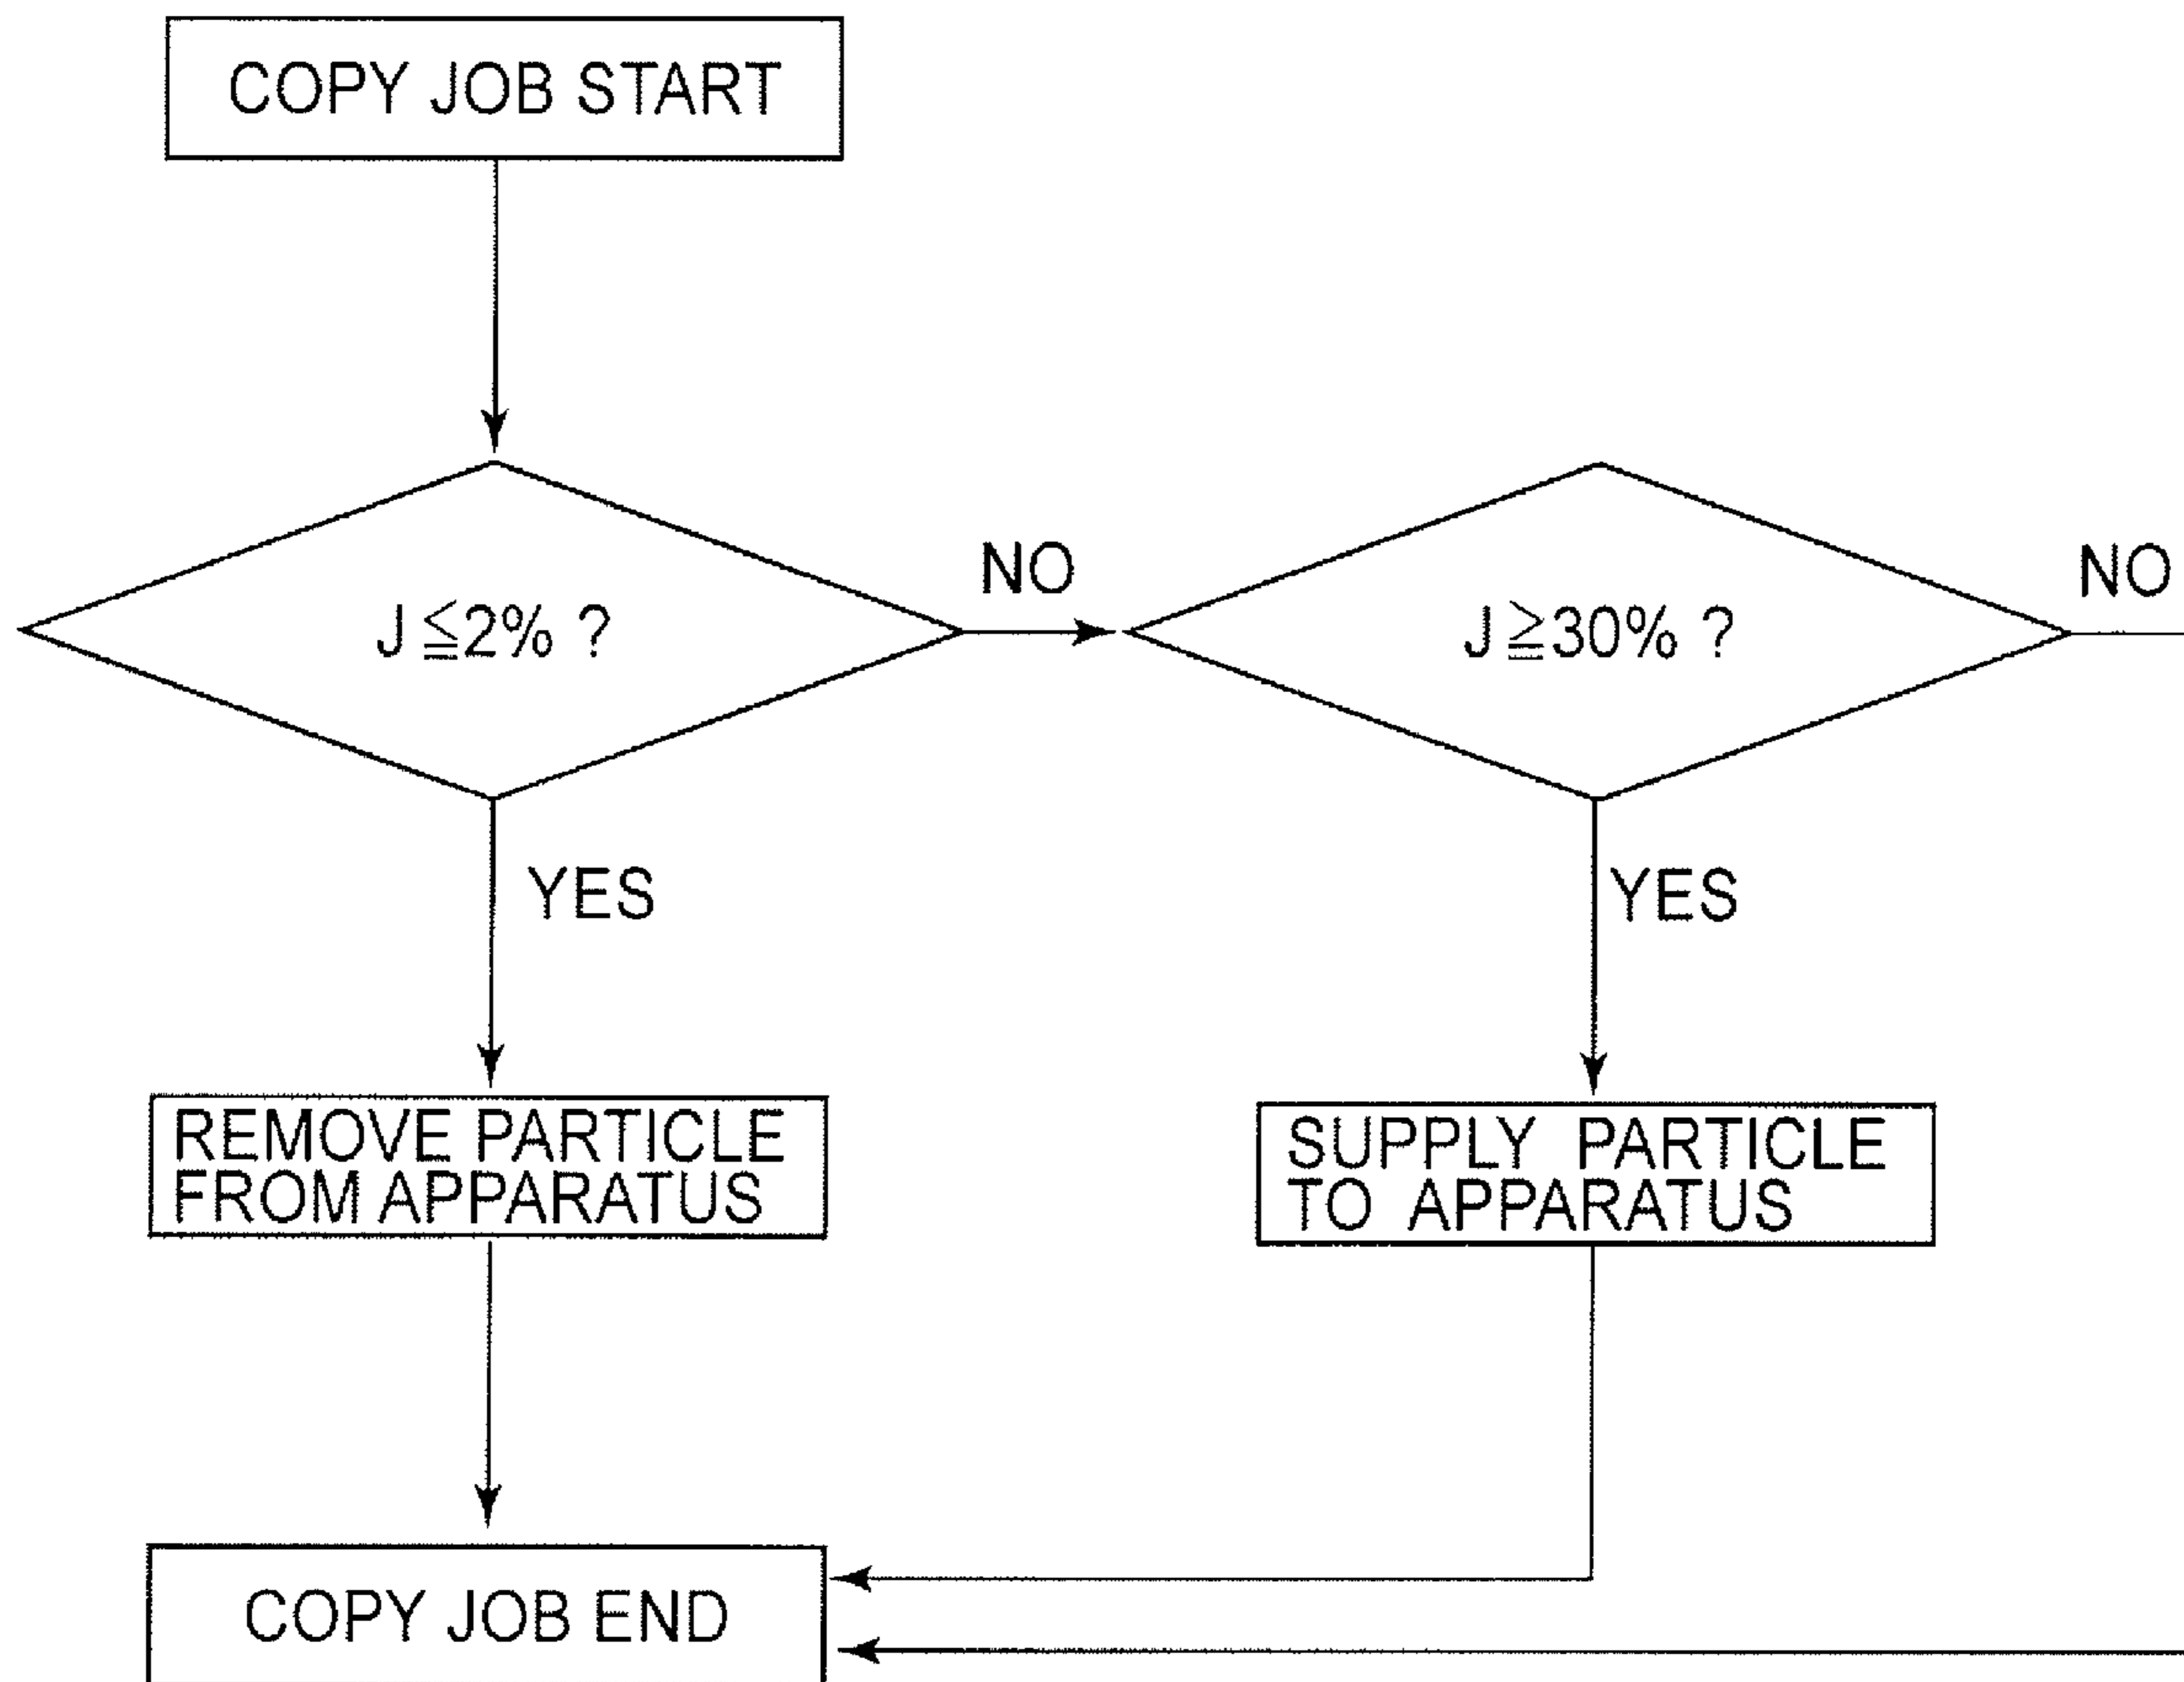 COPY JOB START
J ≦2% ?
NO
J ≧30% ?
NO
YES
YES
REMOVE PARTICLE
FROM APPARATUS
SUPPLY PARTICLE
TO APPARATUS
COPY JOB END